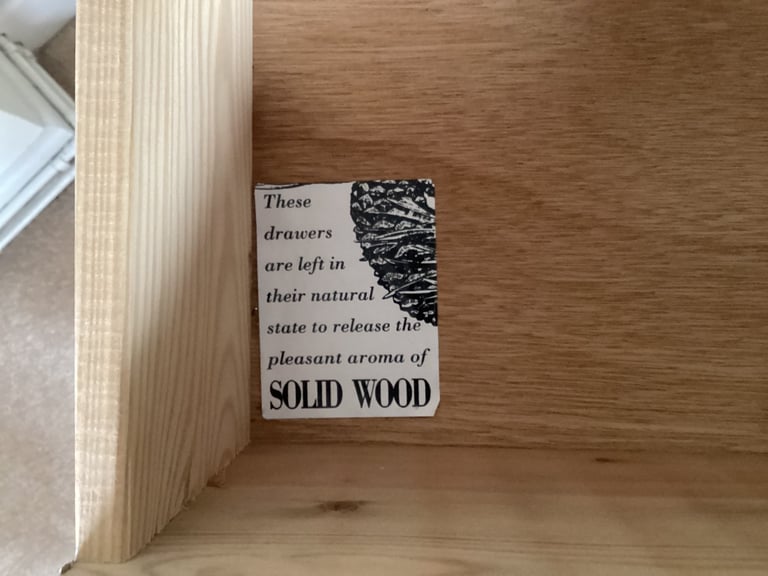 These
drawers
are left in
their natural
state to release the
pleasant aroma of
SOLID WOOD